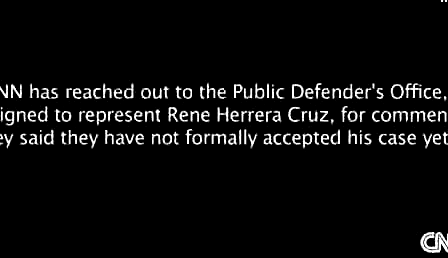 NN has reached out to the Public Defender's Office,
igned to represent Rene Herrera Cruz, for commen
ey said they have not formally accepted his case yet
CN